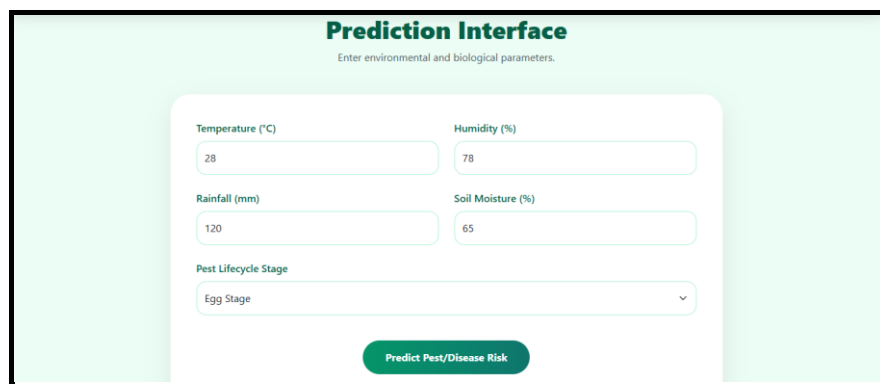 Prediction Interface
Enter environmental and biological parameters.
Temperature (°C) Humidity (%)
28 78
Rainfall (mm) Soil Moisture (%)
120 65
Pest Lifecycle Stage
Egg Stage
Predict Pest/Disease Risk